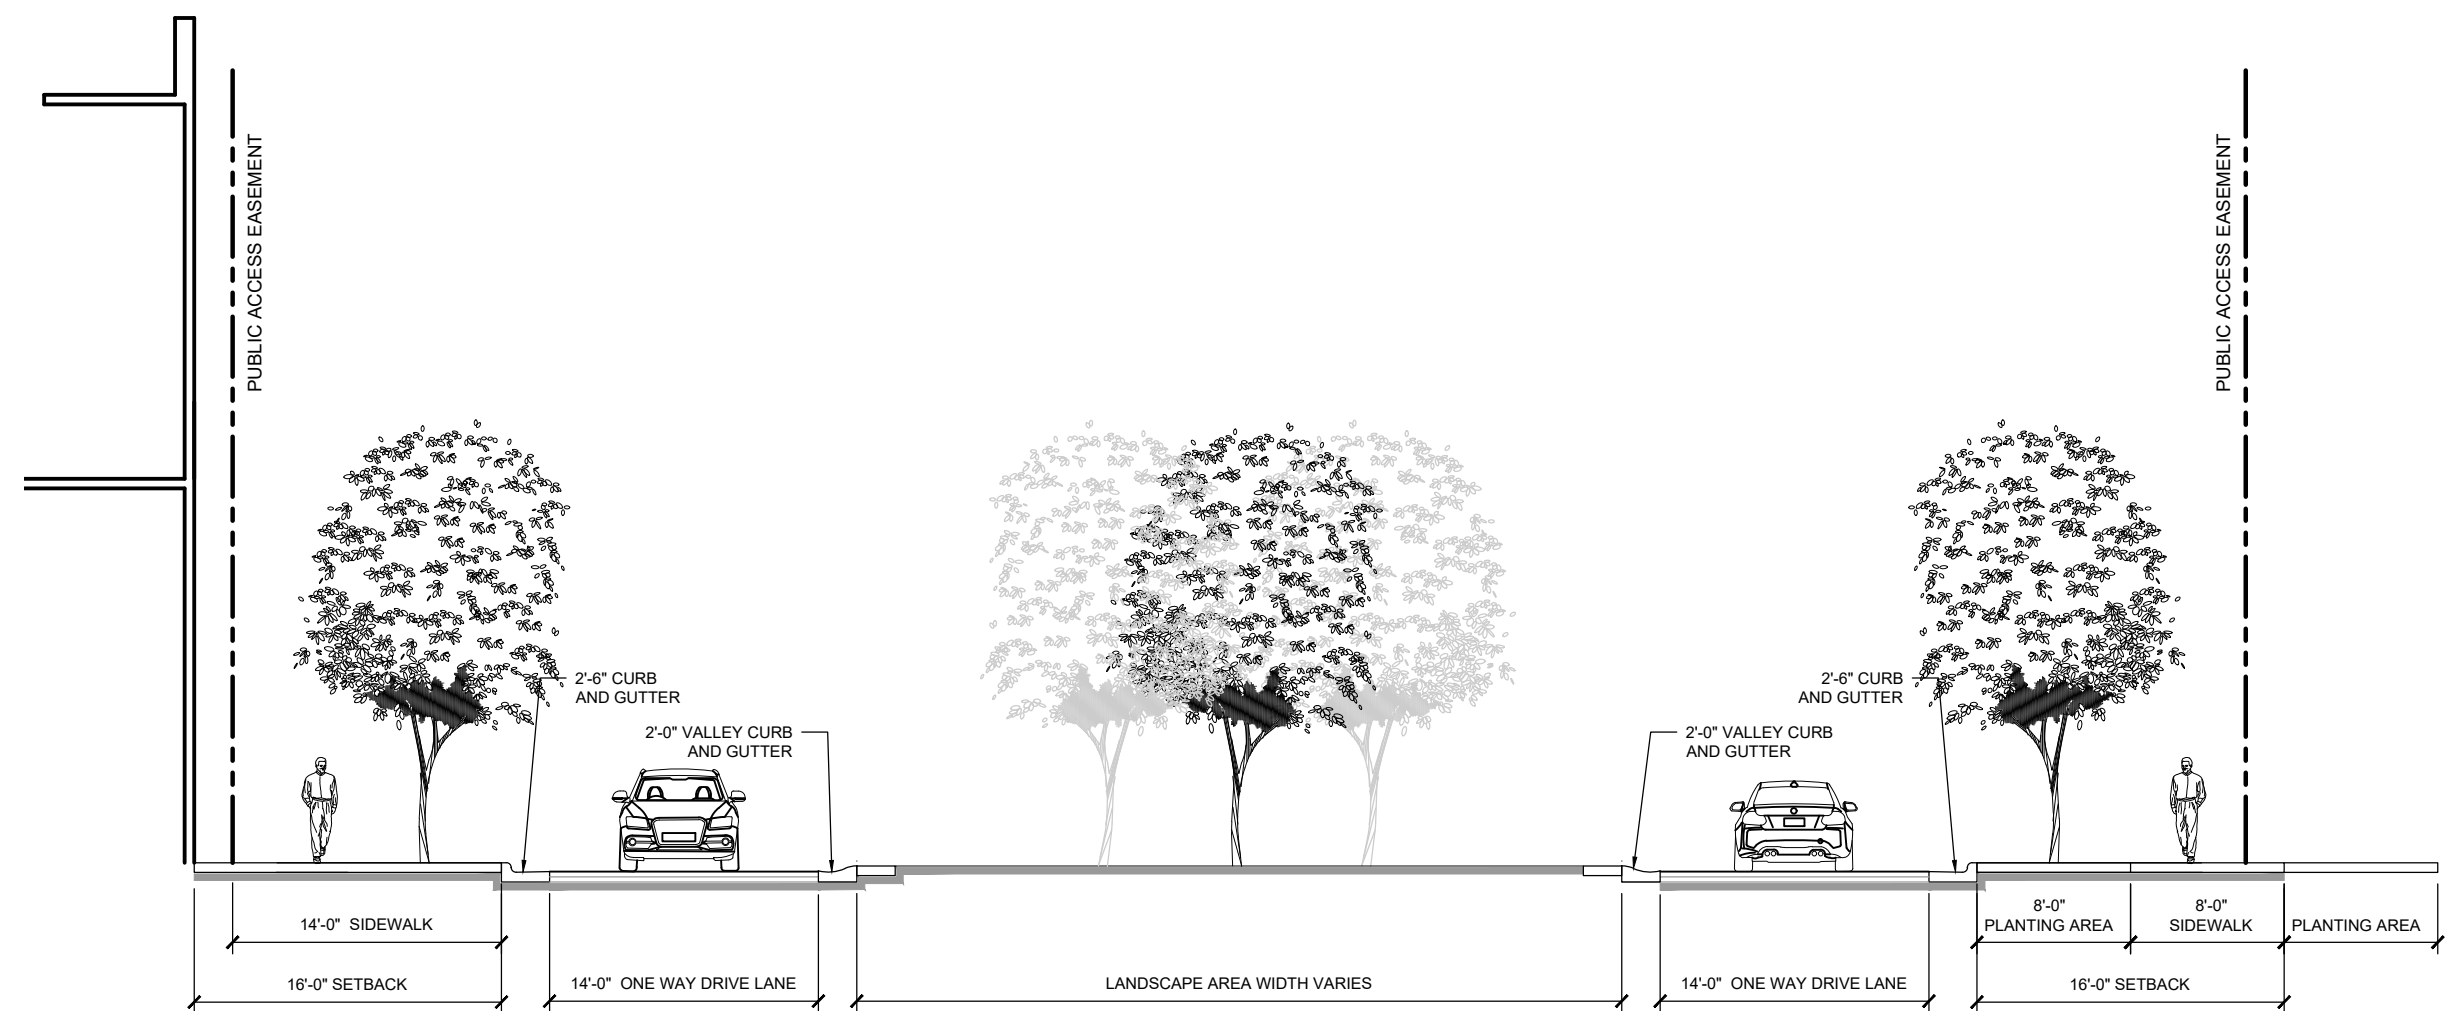 PUBLIC ACCESS EASEMENT
PUBLIC ACCESS EASEMENT
2'-6" CURB
AND GUTTER
2'-0" VALLEY CURB
AND GUTTER
2'-0" VALLEY CURB
AND GUTTER
2'-6" CURB
AND GUTTER
14'-0" SIDEWALK
8'-0"
PLANTING AREA
8'-0"
SIDEWALK
PLANTING AREA
16'-0" SETBACK
14'-0" ONE WAY DRIVE LANE
LANDSCAPE AREA WIDTH VARIES
14'-0" ONE WAY DRIVE LANE
16'-0" SETBACK